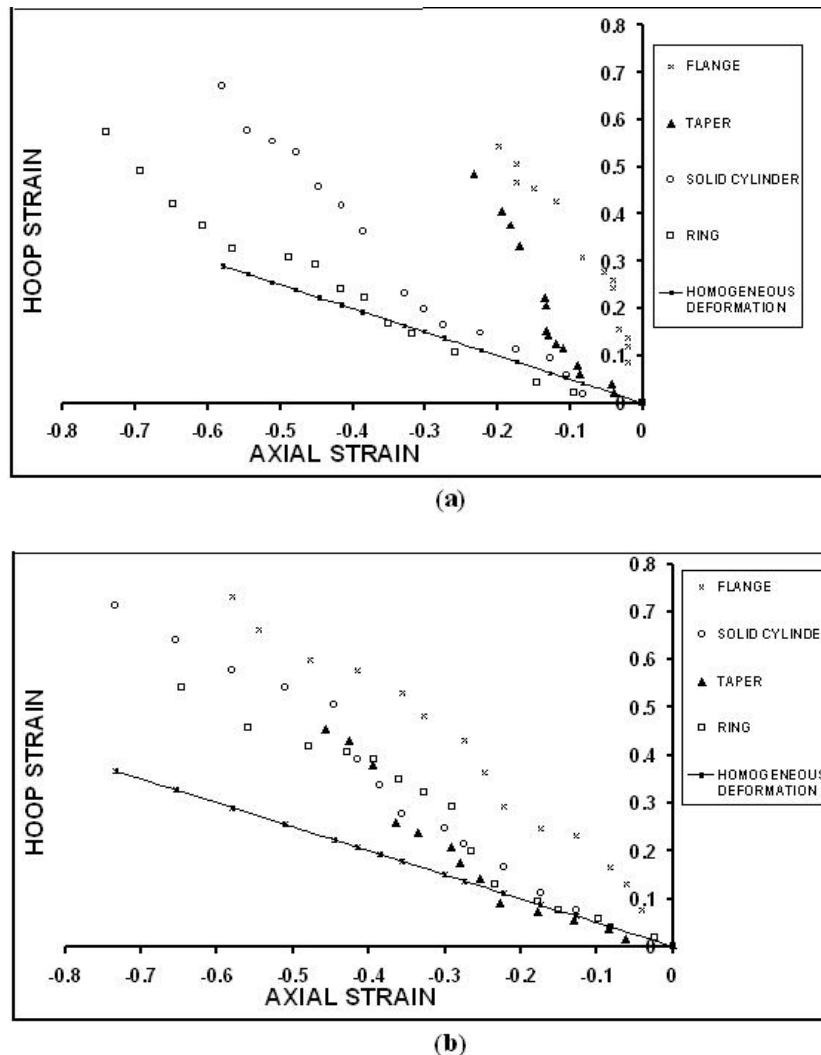 0.8
0.7
0.6
0.5
0.4
0.3
0.2
0.1
0
-0.8 -0.7 -0.6 -0.5 -0.4 -0.3 -0.2 -0.1 0
HOOP STRAIN
AXIAL STRAIN
FLANGE
TAPER
SOLID CYLINDER
RING
HOMOGENEOUS
DEFORMATION
(a)
0.8
0.7
0.6
0.5
0.4
0.3
0.2
0.1
-0.8 -0.7 -0.6 -0.5 -0.4 -0.3 -0.2 -0.1 0
HOOP STRAIN
AXIAL STRAIN
FLANGE
SOLID CYLINDE
TAPER
RING
HOMOGENEOUS
DEFORMATION
(b)